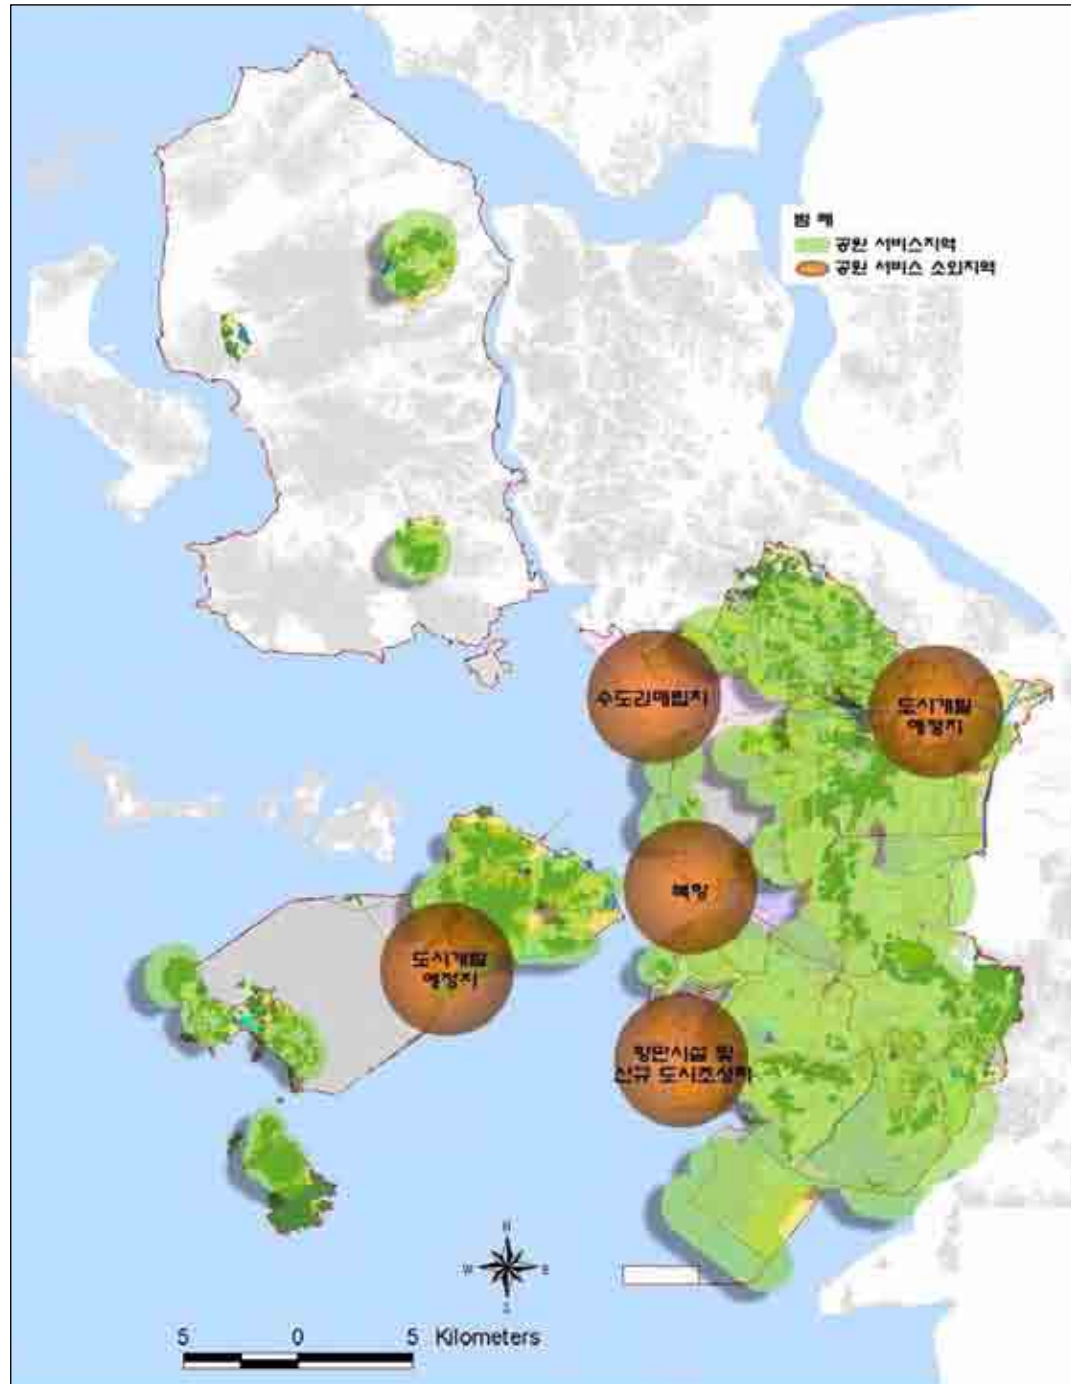 범 례
공원 서비스지역
공원 서비스 소외지역
수도권매립지
도시개발
예정지
북항
도시개발
예정지
항만시설 및
신규 도시조성지
N
W E
S
5 0 5 Kilometers